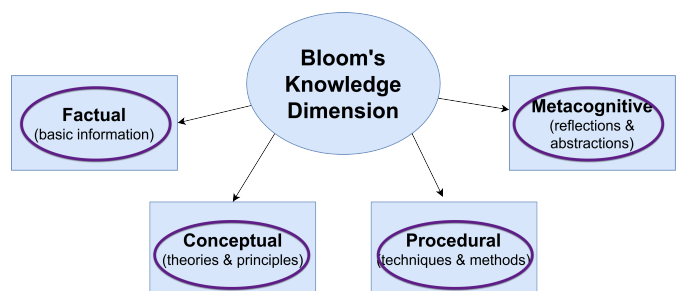 Bloom's
Knowledge
Dimension
Factual
(basic information)
Metacognitive
(reflections &
abstractions)
Conceptual
(theories & principles)
Procedural
(techniques & methods)